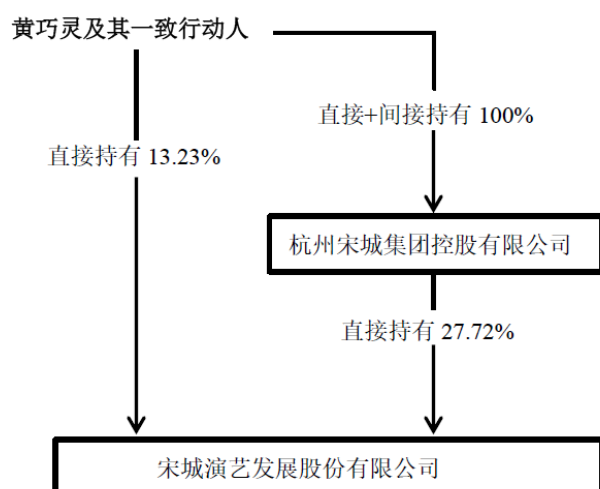 黄巧灵及其一致行动人
直接+间接持有 100%
直接持有 13.23%
杭州宋城集团控股有限公司
直接持有 27.72%
宋城演艺发展股份有限公司